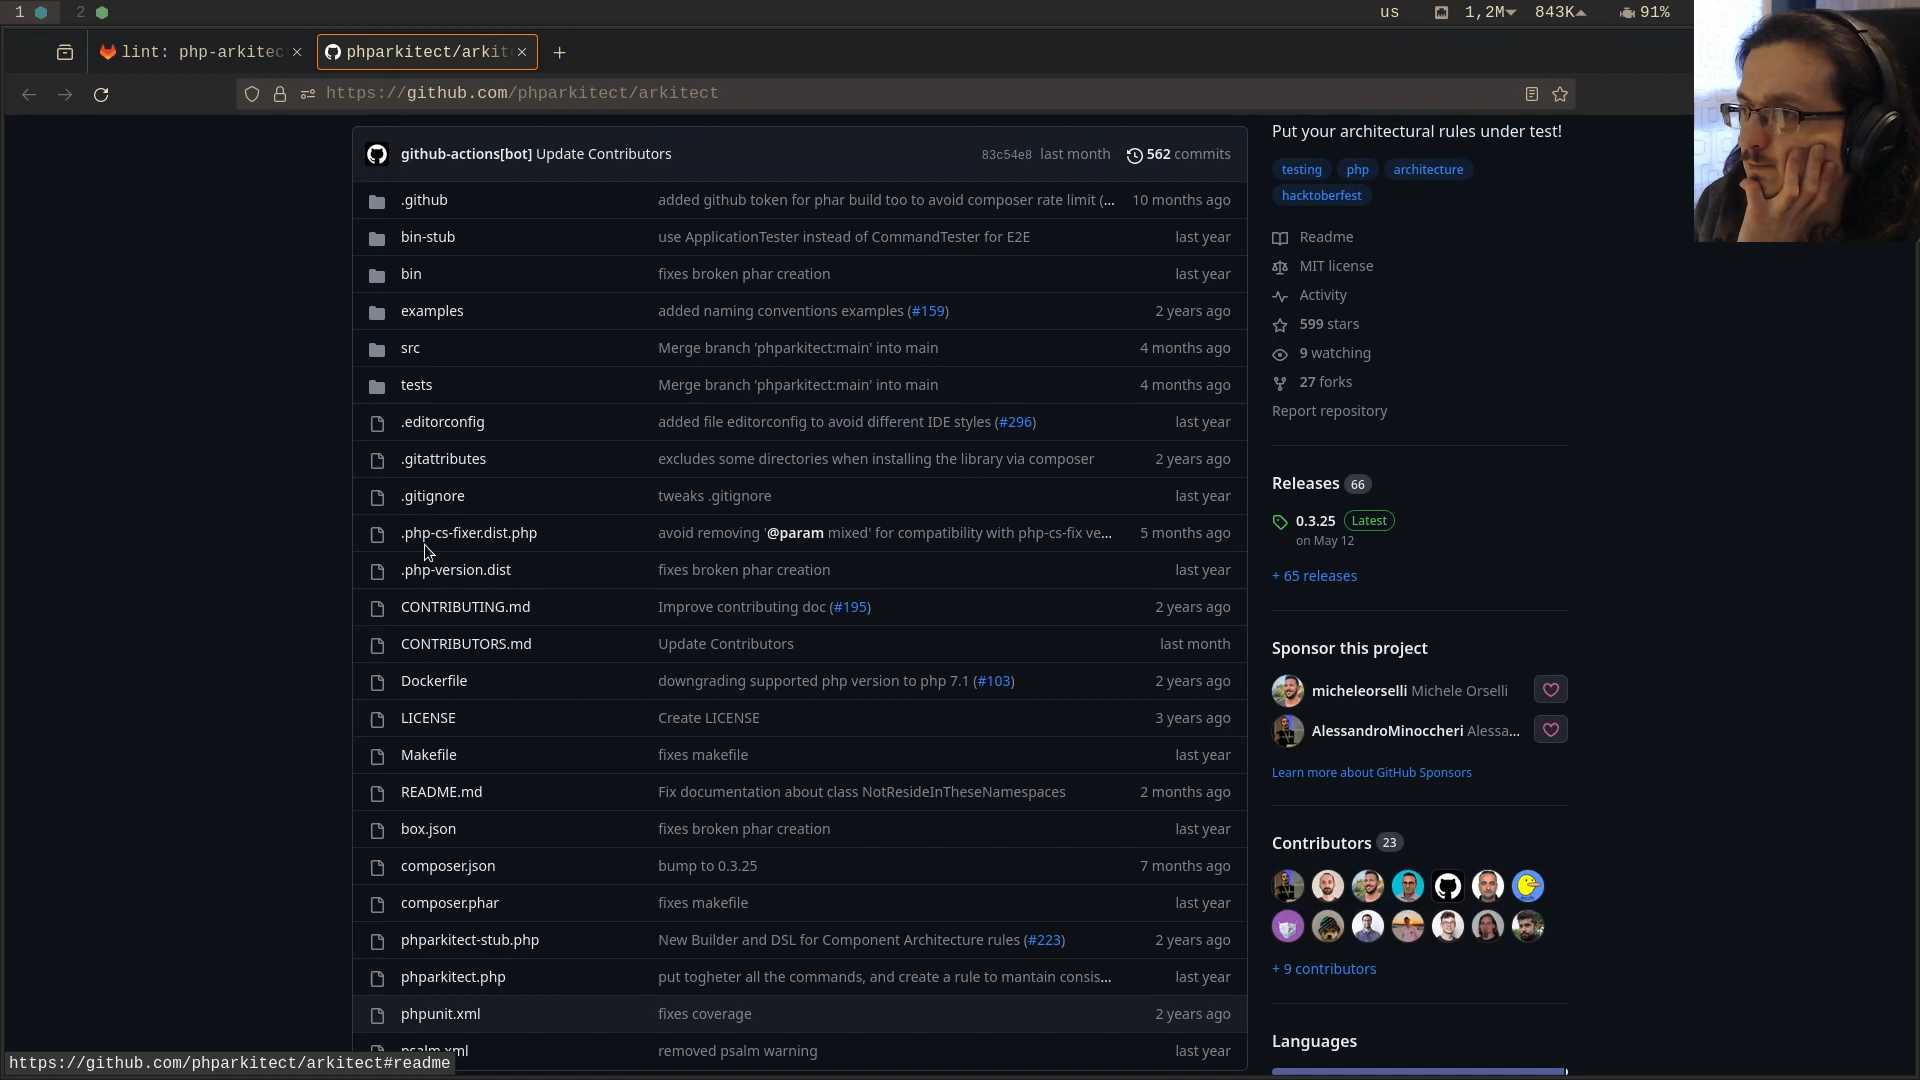 1 2 us 1,2M 843K 91%
lint: php-arkitec phparkitect/arkit
https://github.com/phparkitect/arkitect
Put your architectural rules under test!
github-actions[bot] Update Contributors 83c54e8 last month 562 commits
testing php architecture
hacktoberfest
.github added github token for phar build too to avoid composer rate limit (... 10 months ago
bin-stub use ApplicationTester instead of CommandTester for E2E last year
Readme
bin fixes broken phar creation last year
MIT license
Activity
examples added naming conventions examples (#159) 2 years ago
599 stars
src Merge branch 'phparkitect:main' into main 4 months ago
9 watching
tests Merge branch 'phparkitect:main' into main 4 months ago
27 forks
Report repository
.editorconfig added file editorconfig to avoid different IDE styles (#296) last year
.gitattributes excludes some directories when installing the library via composer 2 years ago
Releases 66
.gitignore tweaks .gitignore last year
0.3.25 Latest
.php-cs-fixer.dist.php avoid removing '@param mixed' for compatibility with php-cs-fix ve... 5 months ago
on May 12
.php-version.dist fixes broken phar creation last year
+ 65 releases
CONTRIBUTING.md Improve contributing doc (#195) 2 years ago
CONTRIBUTORS.md Update Contributors last month
Sponsor this project
Dockerfile downgrading supported php version to php 7.1 (#103) 2 years ago
micheleorselli Michele Orselli
LICENSE Create LICENSE 3 years ago
AlessandroMinoccheri Alessa...
Makefile fixes makefile last year
Learn more about GitHub Sponsors
README.md Fix documentation about class NotResideInTheseNamespaces 2 months ago
box.json fixes broken phar creation last year
Contributors 23
composer.json bump to 0.3.25 7 months ago
composer.phar fixes makefile last year
phparkitect-stub.php New Builder and DSL for Component Architecture rules (#223) 2 years ago
+ 9 contributors
phparkitect.php put togheter all the commands, and create a rule to mantain consis... last year
phpunit.xml fixes coverage 2 years ago
Languages
psalm.xml removed psalm warning last year
https://github.com/phparkitect/arkitect#readme